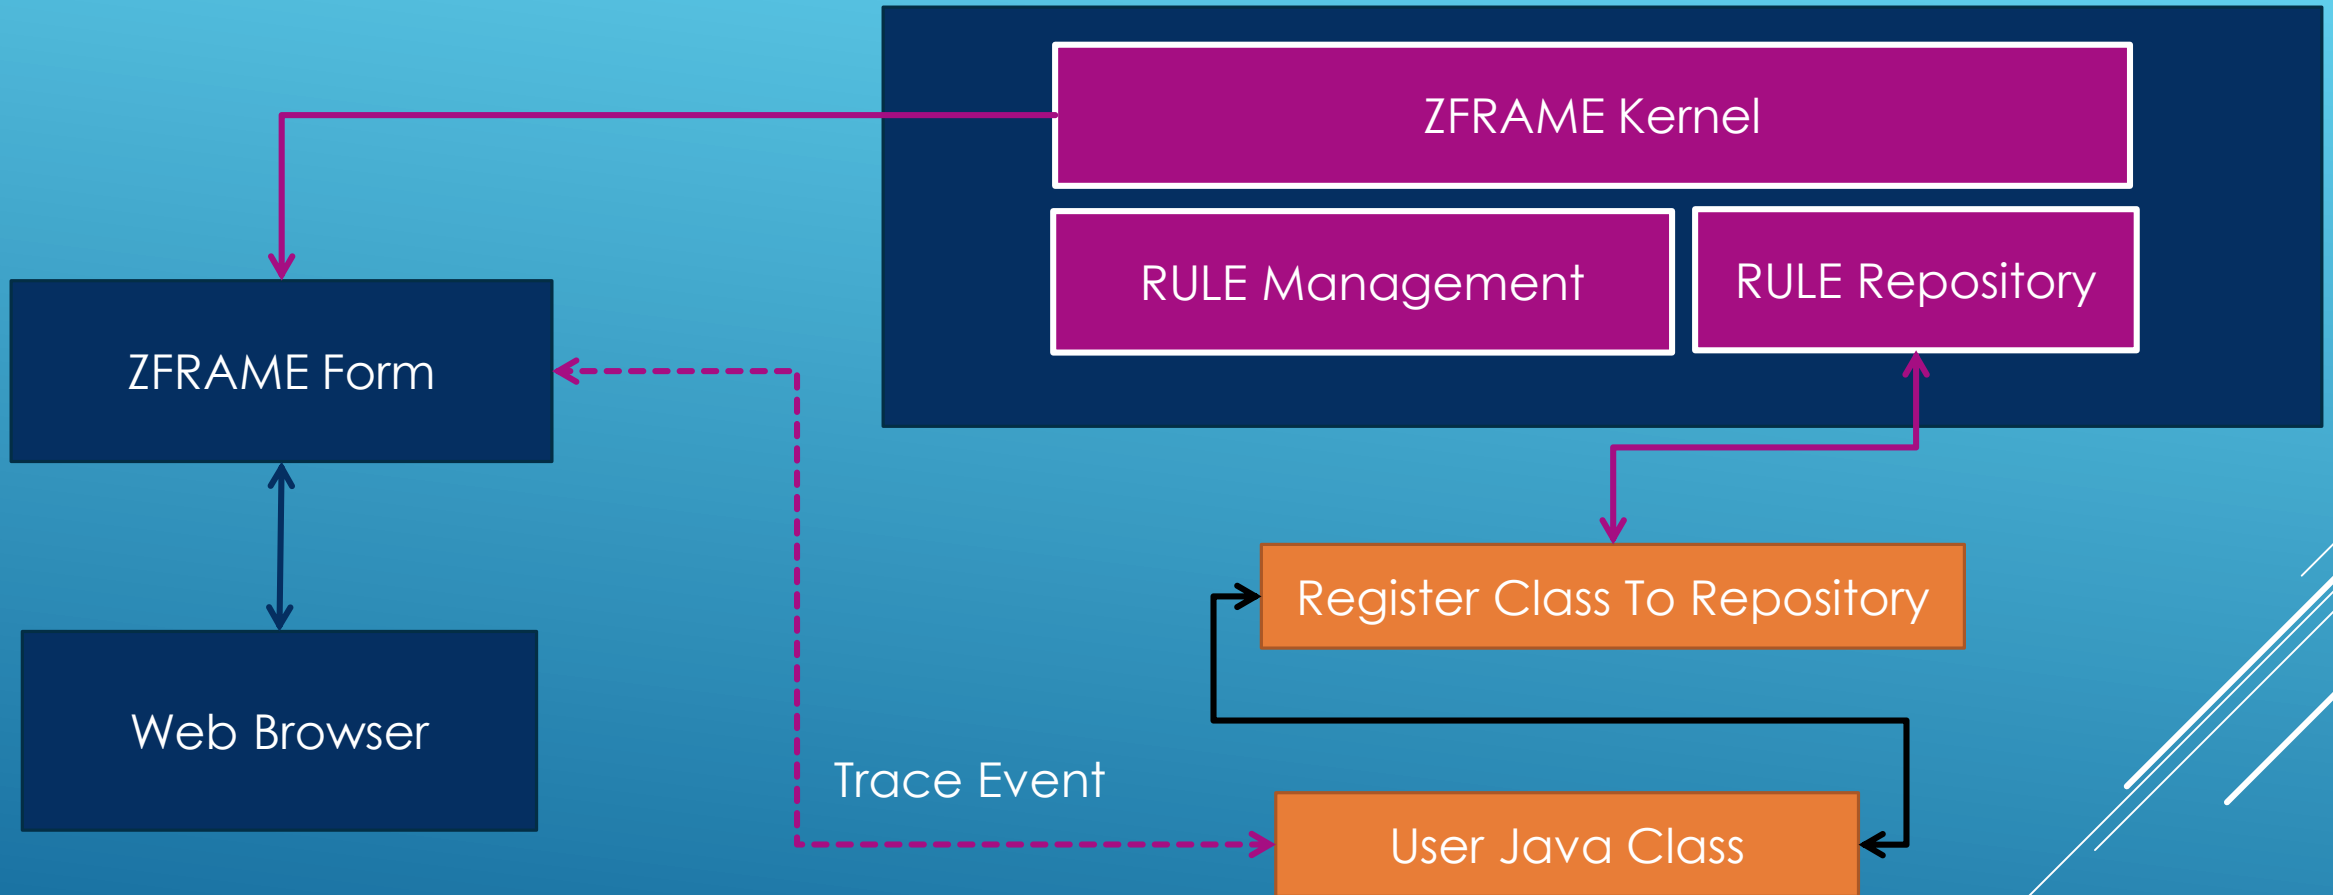 ZFRAME Kernel
RULE Management
RULE Repository
ZFRAME Form
Register Class To Repository
Web Browser
Trace Event
User Java Class